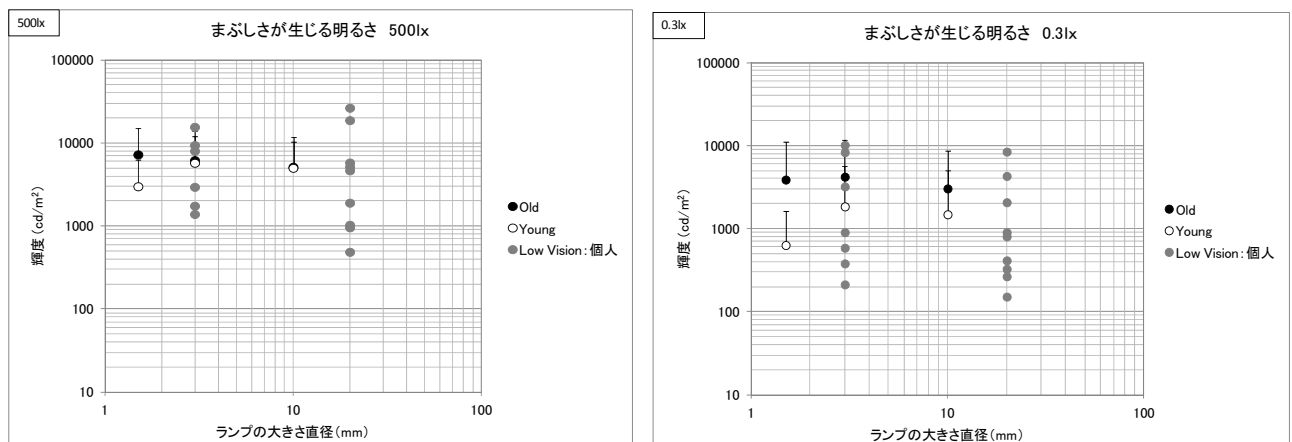 500lx
まぶしさが生じる明るさ 500lx
100000
10000
1000
100
10
1
10
100
輝度(cd/m²)
ランプの大きさ直径(mm)
Old
Young
Low Vision:個人
0.3lx
まぶしさが生じる明るさ 0.3lx
100000
10000
1000
100
10
1
10
100
輝度(cd/m²)
ランプの大きさ直径(mm)
Old
Young
Low Vision:個人